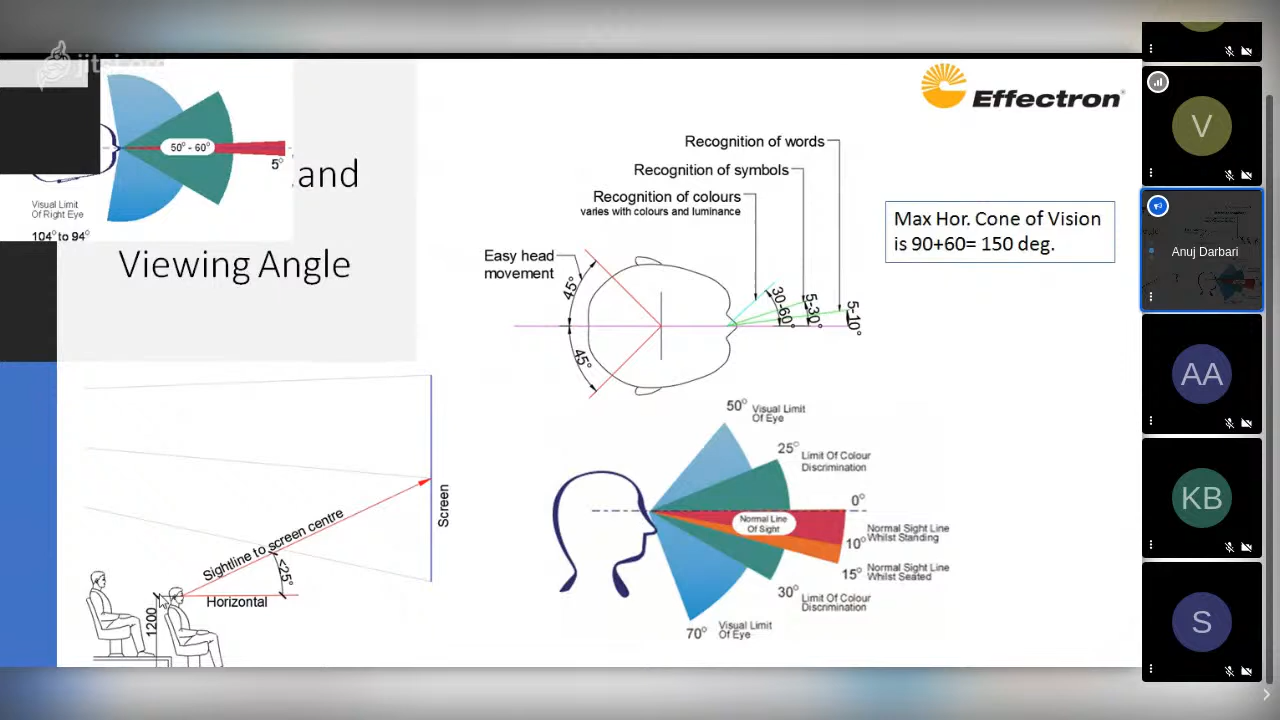 jitsi.org
Effectron
50° - 60°
5°
Visual Limit
Of Right Eye
104° to 94°
and
Viewing Angle
Recognition of words
Recognition of symbols
Recognition of colours
varies with colours and luminance
Easy head
movement
45°
45°
30-60°
5-30°
5-10°
Max Hor. Cone of Vision
is 90+60= 150 deg.
Screen
Sightline to screen centre
<25°
Horizontal
1200
50° Visual Limit
Of Eye
25° Limit Of Colour
Discrimination
0°
Normal Line
Of Sight
10° Normal Sight Line
Whilst Standing
15° Normal Sight Line
Whilst Seated
30° Limit Of Colour
Discrimination
70° Visual Limit
Of Eye
V
Anuj Darbari
AA
KB
S